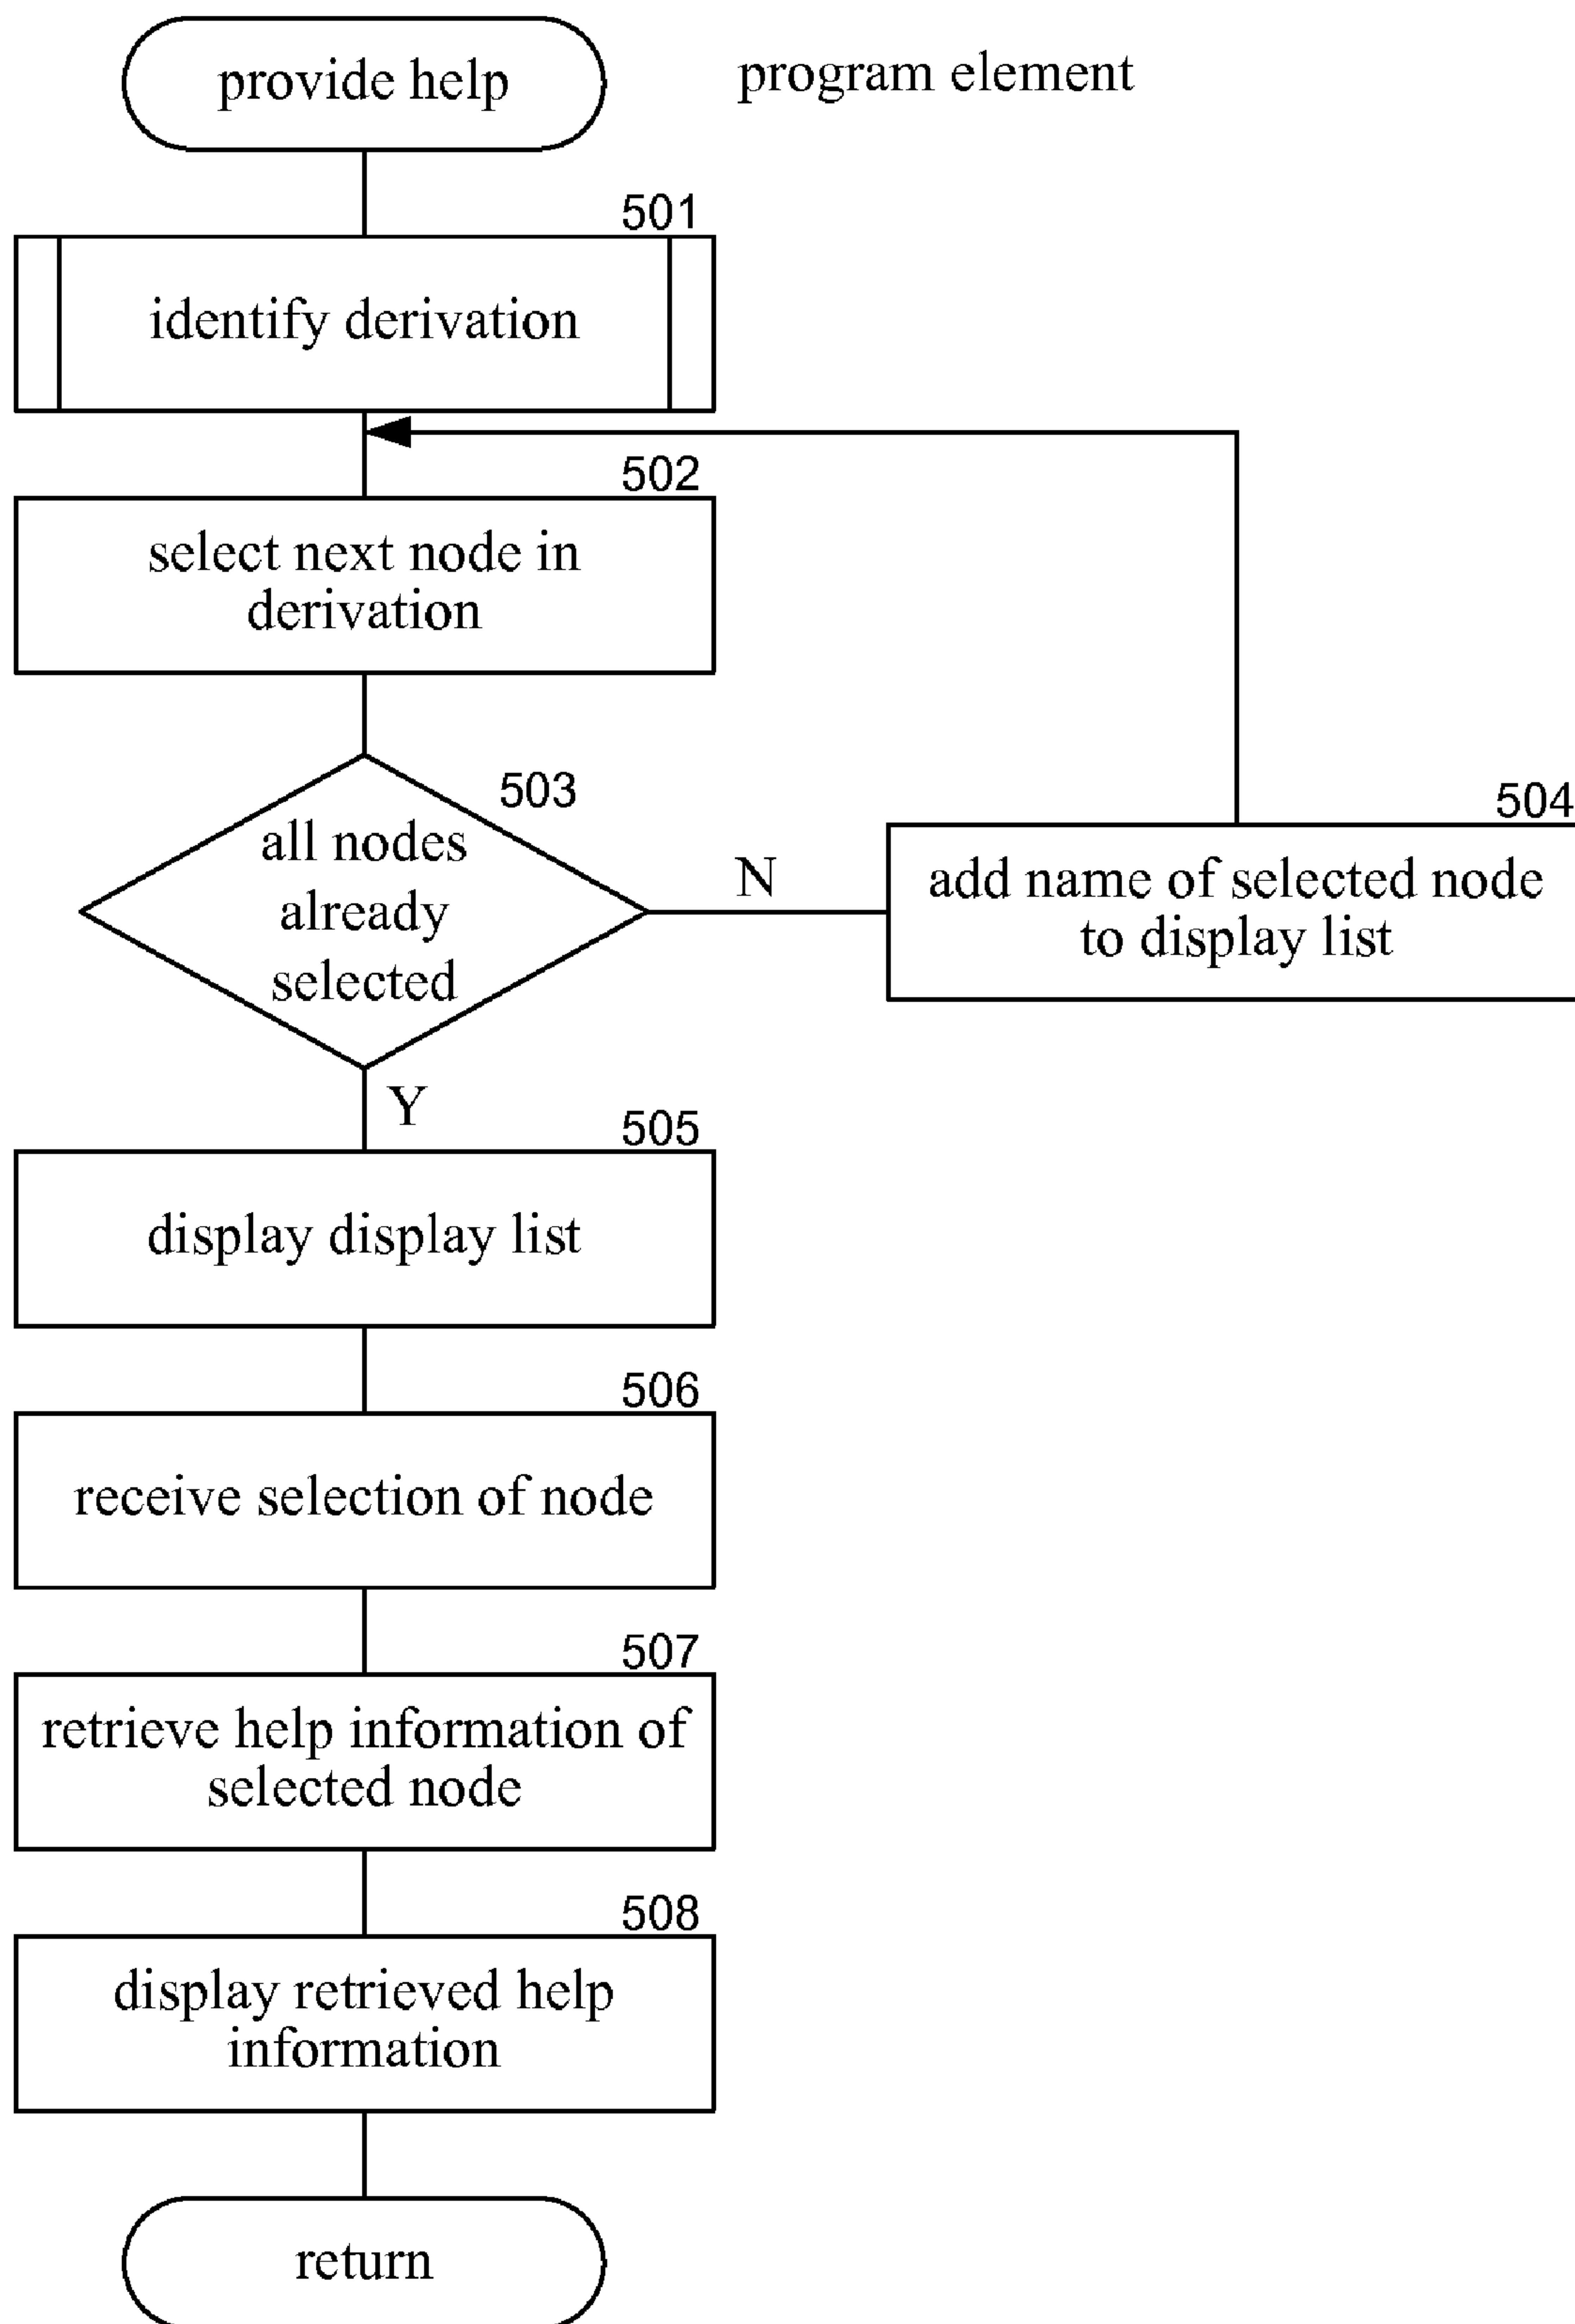 provide help
program element
501
identify derivation
502
select next node in
derivation
503
all nodes
already
selected
N
504
add name of selected node
to display list
Y
505
display display list
506
receive selection of node
507
retrieve help information of
selected node
508
display retrieved help
information
return